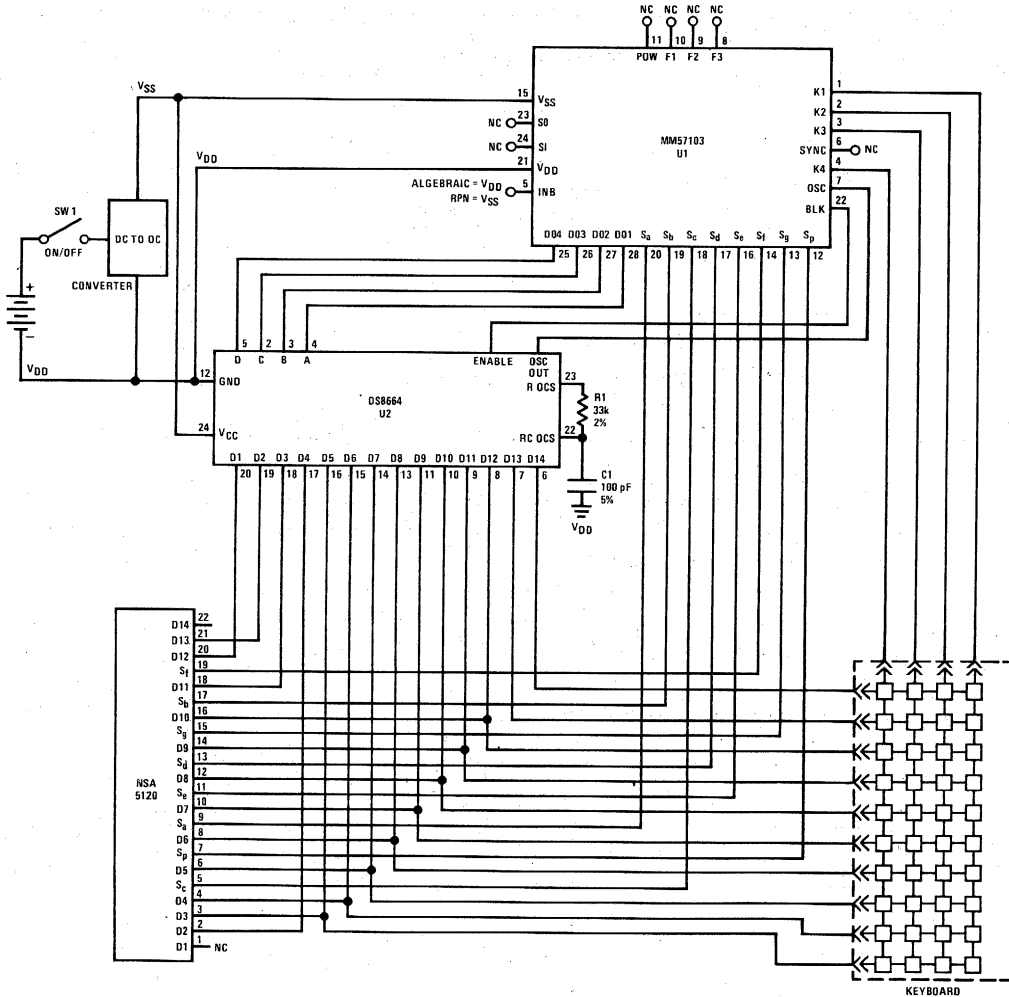 NC NC NC NC
11 10 9 8
POW F1 F2 F3
VSS
15 VSS
NC 23 S0
NC 24 SI
VDD
21 VDD
ALGEBRAIC = VDD
RPN = VSS
5 INB
MM57103
U1
K1 1
K2 2
K3 3
SYNC 6 NC
K4 4
OSC 7
BLK 22
DO4 DO3 DO2 DO1 Sa Sb Sc Sd Se Sf Sg Sp
25 26 27 28 20 19 18 17 16 14 13 12
SW 1
ON/OFF
DC TO DC
CONVERTER
+
−
VDD
5 2 3 4
D C B A
ENABLE
OSC
OUT
12 GND
R OCS 23
DS8664
U2
R1
33k
2%
24 VCC
RC OCS 22
D1 D2 D3 D4 D5 D6 D7 D8 D9 D10 D11 D12 D13 D14
20 19 18 17 16 15 14 13 11 10 9 8 7 6
C1
100 pF
5%
VDD
NSA
5120
D14 22
D13 21
D12 20
Sf 19
D11 18
Sb 17
D10 16
Sg 15
D9 14
Sd 13
D8 12
Se 11
D7 10
Sa 9
D6 8
Sp 7
D5 6
Sc 5
D4 4
D3 3
D2 2
D1 1 NC
KEYBOARD